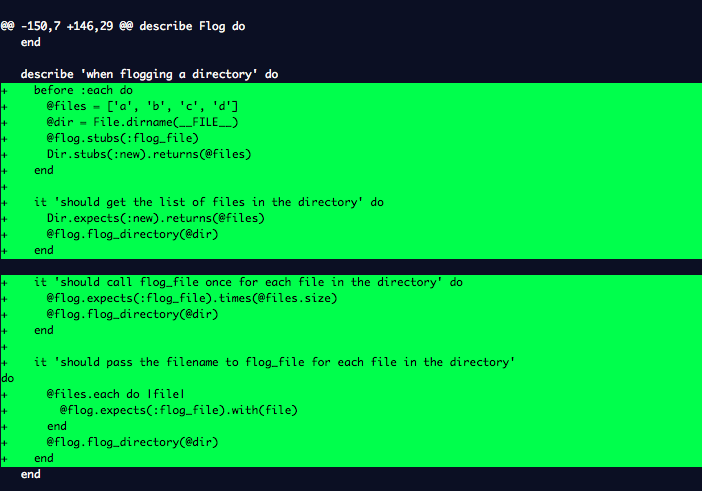 @@ -150,7 +146,29 @@ describe Flog do
   end

   describe 'when flogging a directory' do
+    before :each do
+      @files = ['a', 'b', 'c', 'd']
+      @dir = File.dirname(__FILE__)
+      @flog.stubs(:flog_file)
+      Dir.stubs(:new).returns(@files)
+    end
+
+    it 'should get the list of files in the directory' do
+      Dir.expects(:new).returns(@files)
+      @flog.flog_directory(@dir)
+    end

+    it 'should call flog_file once for each file in the directory' do
+      @flog.expects(:flog_file).times(@files.size)
+      @flog.flog_directory(@dir)
+    end
+
+    it 'should pass the filename to flog_file for each file in the directory'
do
+      @files.each do |file|
+        @flog.expects(:flog_file).with(file)
+      end
+      @flog.flog_directory(@dir)
+    end
   end